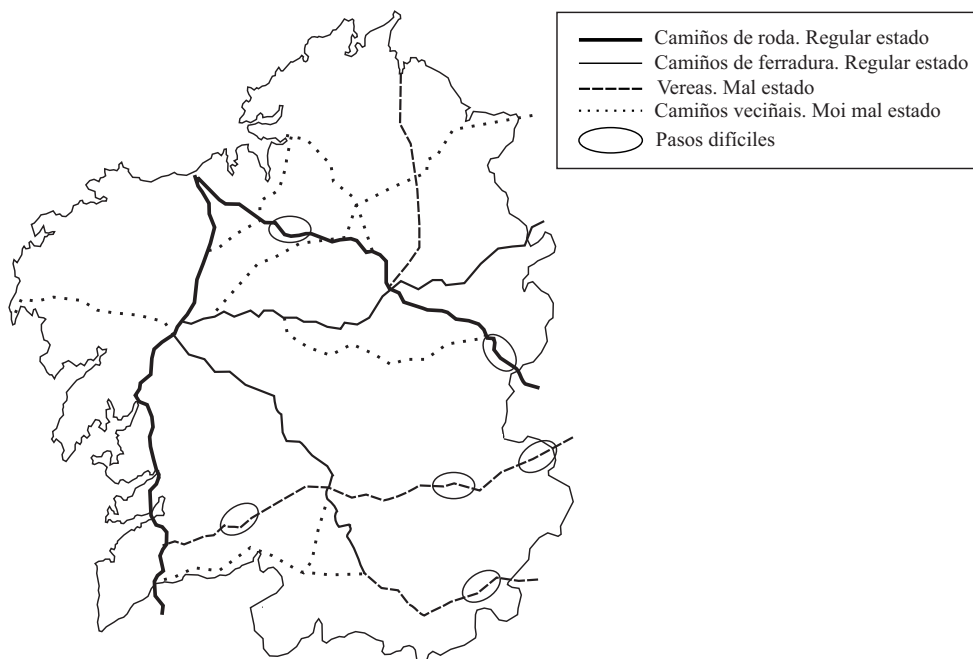 Camiños de roda. Regular estado
Camiños de ferradura. Regular estado
Vereas. Mal estado
Camiños veciñais. Moi mal estado
Pasos difíciles